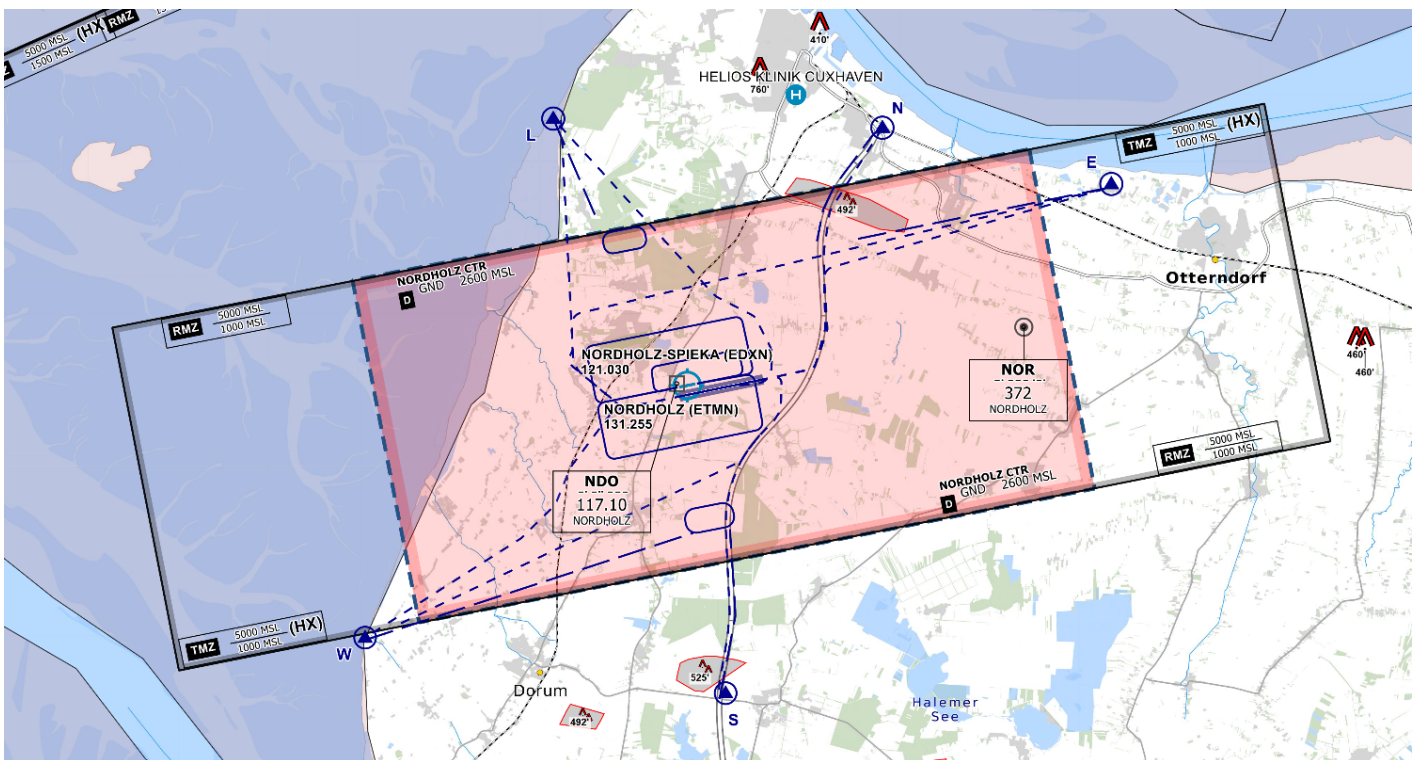 5000 MSL (HX)
1500 MSL
RMZ
410'
760'
HELIOS KLINIK CUXHAVEN
H
L
N
E
TMZ
5000 MSL (HX)
1000 MSL
492'
NORDHOLZ CTR
D
GND 2600 MSL
Otterndorf
RMZ
5000 MSL
1000 MSL
460'
460'
NORDHOLZ-SPIEKA (EDXN)
121.030
NOR
372
NORDHOLZ
NORDHOLZ (ETMN)
131.255
RMZ
5000 MSL
1000 MSL
NDO
117.10
NORDHOLZ
NORDHOLZ CTR
D
GND 2600 MSL
TMZ
5000 MSL (HX)
1000 MSL
W
525'
Dorum
S
492'
Halemer
See